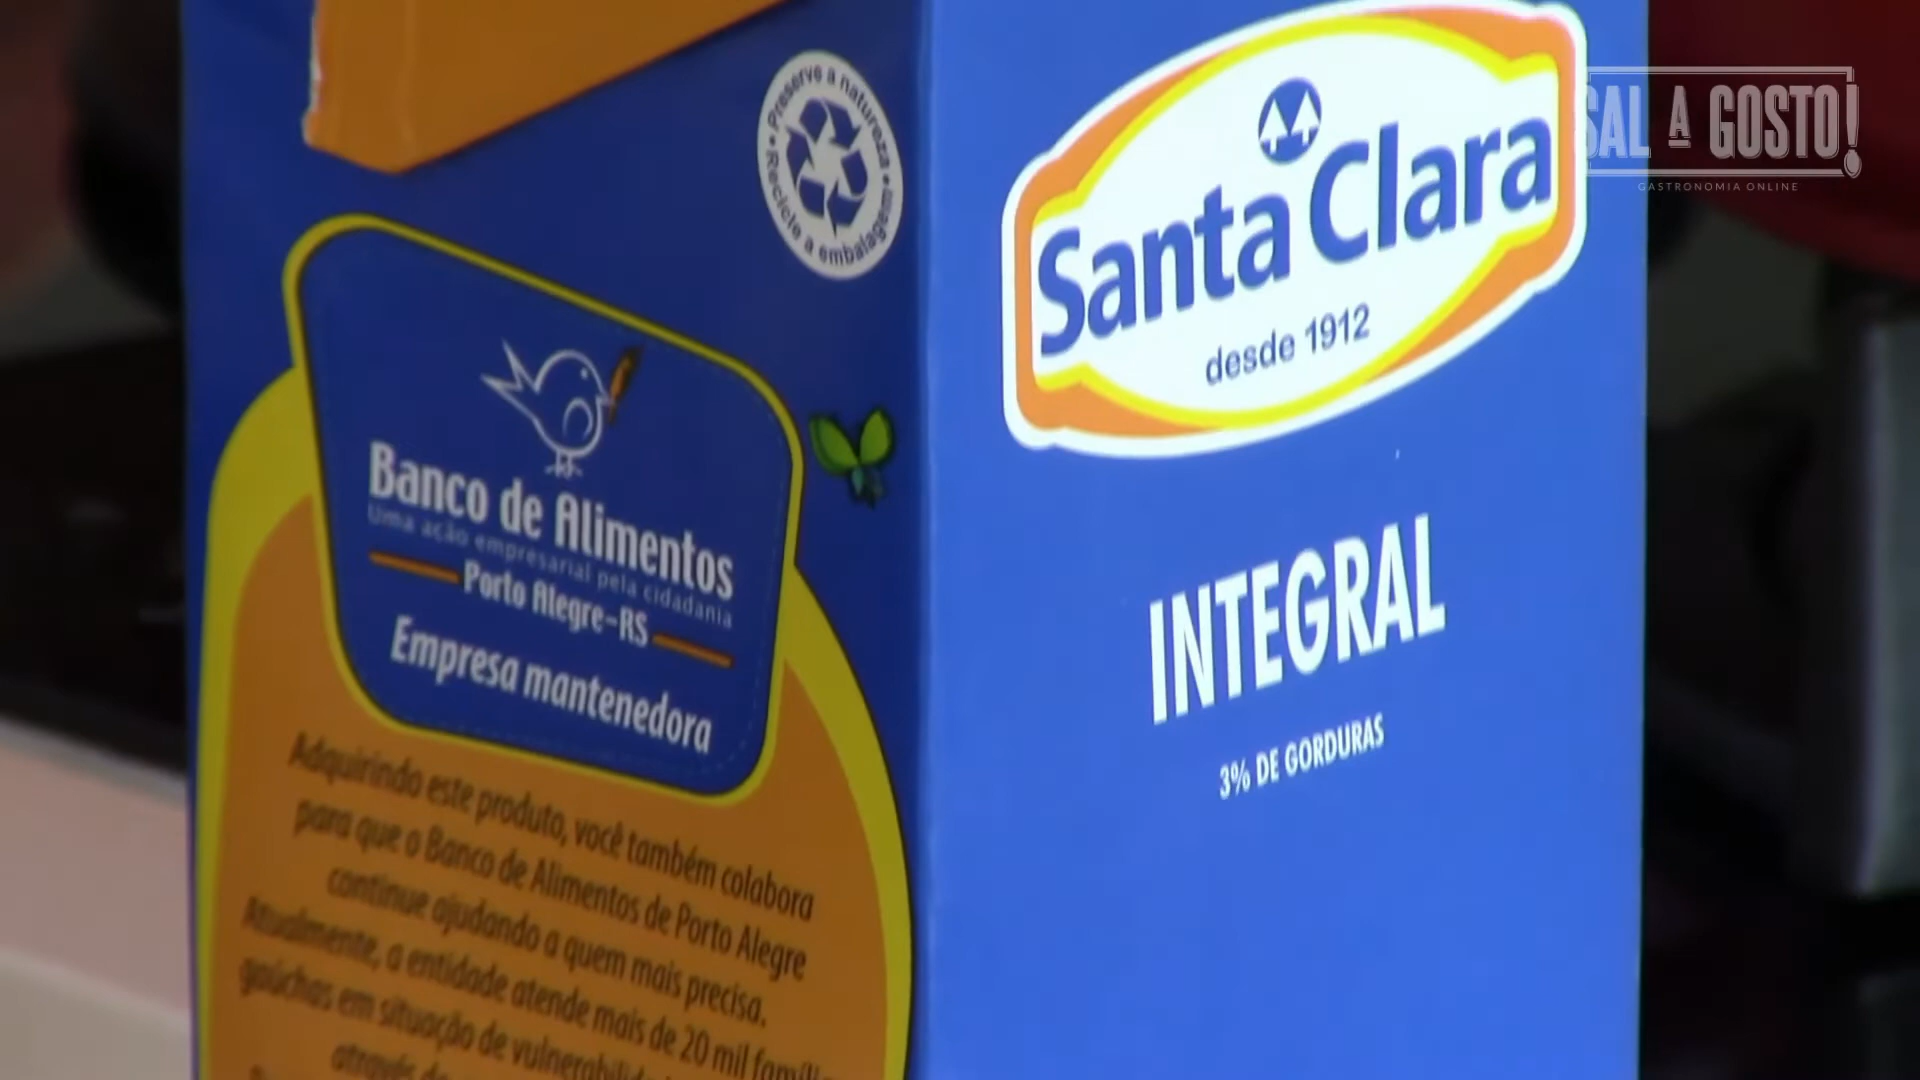 Preserve a natureza
Recicle a embalagem
Banco de Alimentos
Uma ação empresarial pela cidadania
Porto Alegre-RS
Empresa mantenedora
Adquirindo este produto, você também colabora
para que o Banco de Alimentos de Porto Alegre
continue ajudando a quem mais precisa.
Atualmente, a entidade atende mais de 20 mil
gaúchas em situação de
através
Santa Clara
desde 1912
INTEGRAL
3% DE GORDURAS
SAL A GOSTO!
GASTRONOMIA ONLINE